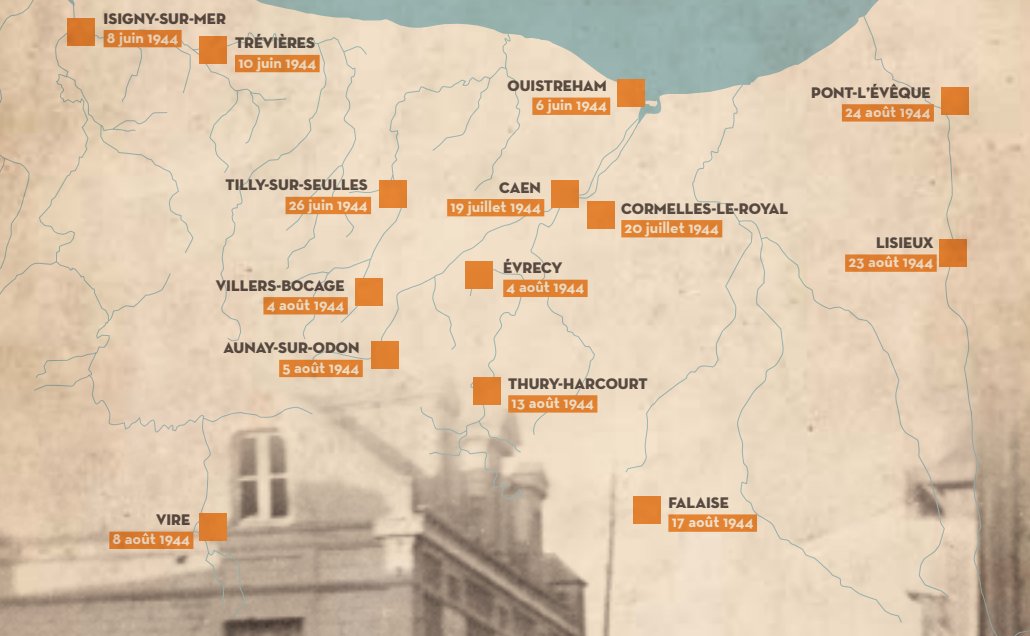 ISIGNY-SUR-MER
8 juin 1944
TRÉVIÈRES
10 juin 1944
OUISTREHAM
6 juin 1944
PONT-L'ÉVÊQUE
24 août 1944
TILLY-SUR-SEULLES
26 juin 1944
CAEN
19 juillet 1944
CORMELLES-LE-ROYAL
20 juillet 1944
LISIEUX
23 août 1944
VILLERS-BOCAGE
4 août 1944
ÉVRECY
4 août 1944
AUNAY-SUR-ODON
5 août 1944
THURY-HARCOURT
13 août 1944
VIRE
8 août 1944
FALAISE
17 août 1944